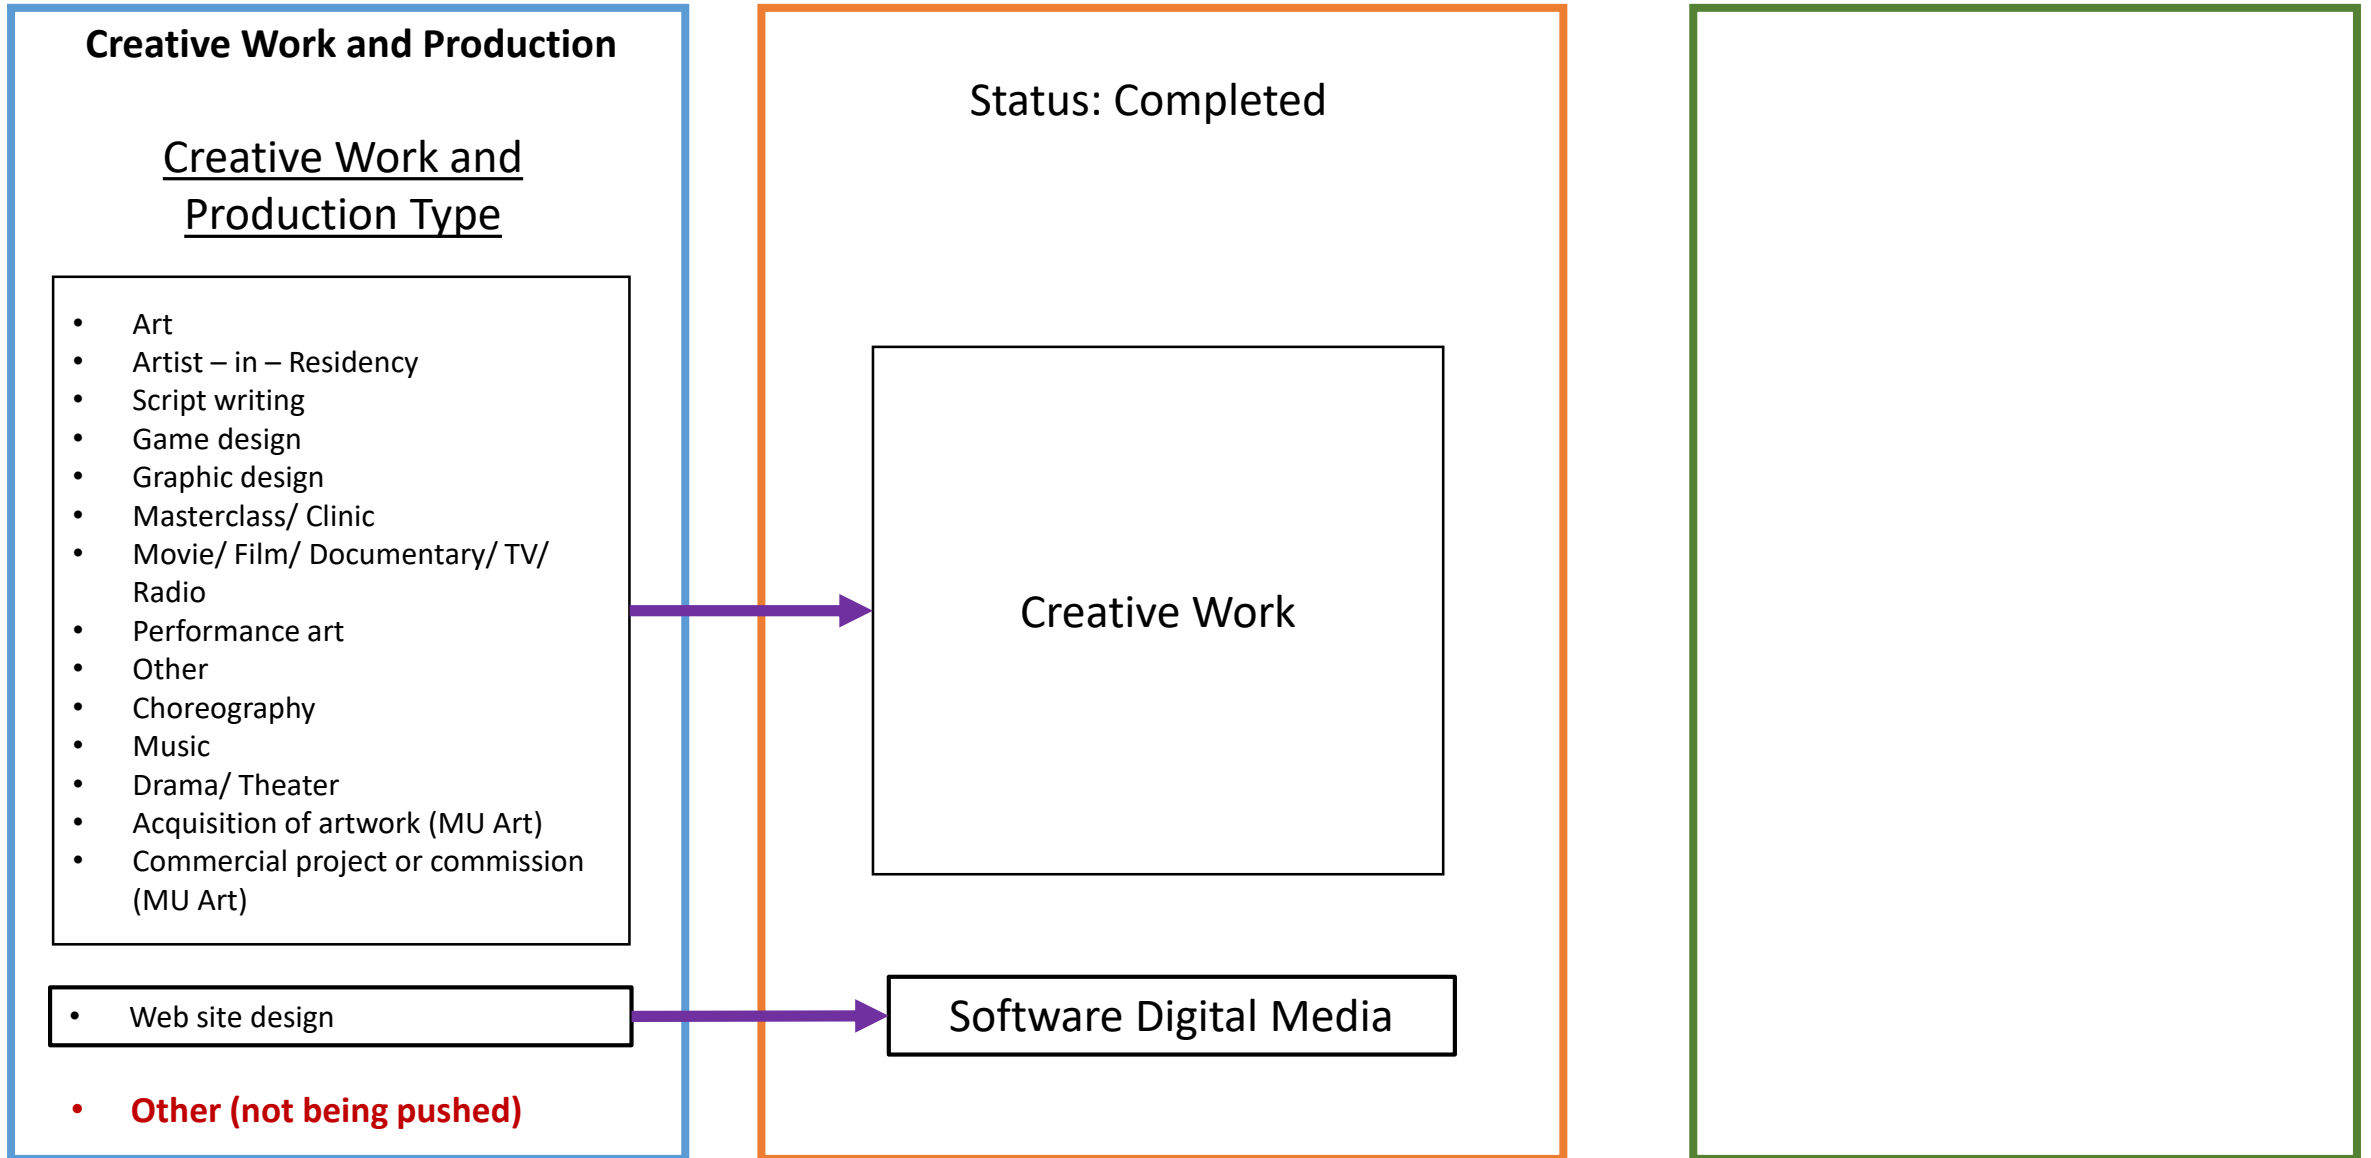 Creative Work and Production
Creative Work and
Production Type
• Art
• Artist – in – Residency
• Script writing
• Game design
• Graphic design
• Masterclass/ Clinic
• Movie/ Film/ Documentary/ TV/
Radio
• Performance art
• Other
• Choreography
• Music
• Drama/ Theater
• Acquisition of artwork (MU Art)
• Commercial project or commission
(MU Art)
• Web site design
• Other (not being pushed)
Status: Completed
Creative Work
Software Digital Media